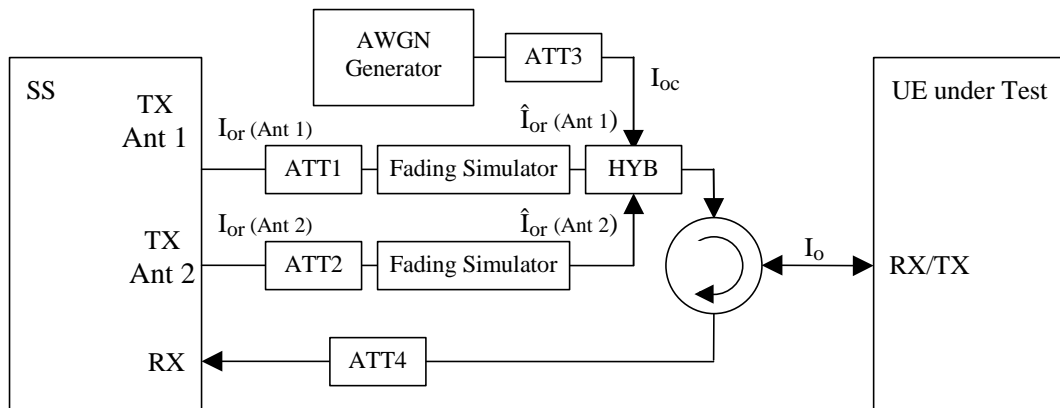 AWGN
Generator
ATT3
SS
UE under Test
I_oc
TX
Ant 1
I_or (Ant 1)
Î_or (Ant 1)
ATT1
Fading Simulator
HYB
TX
Ant 2
I_or (Ant 2)
Î_or (Ant 2)
ATT2
Fading Simulator
I_o
RX/TX
RX
ATT4